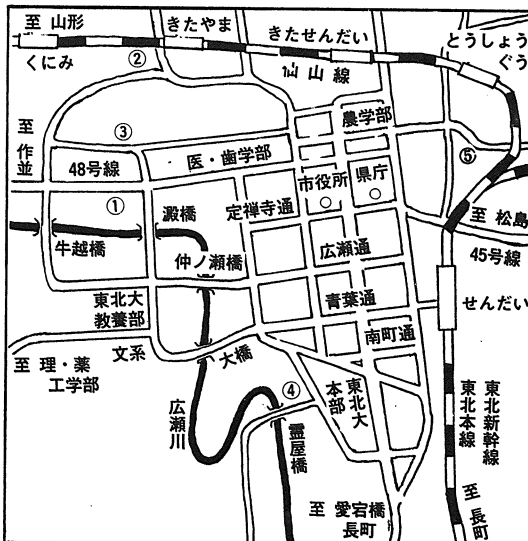 至 山形
きたやま
きたせんだい
とうしょう
ぐう
くにみ
仙山線
②
至 作並
③
農学部
48号線
医・歯学部
⑤
市役所
県庁
①
澱橋
定禅寺通
至 松島
牛越橋
仲ノ瀬橋
広瀬通
45号線
東北大
教養部
青葉通
せんだい
文系
大橋
南町通
至 理・薬
工学部
④
東北大
本部
広瀬川
霊屋橋
東北新幹線
東北本線
至 愛宕橋
長町
至 長町